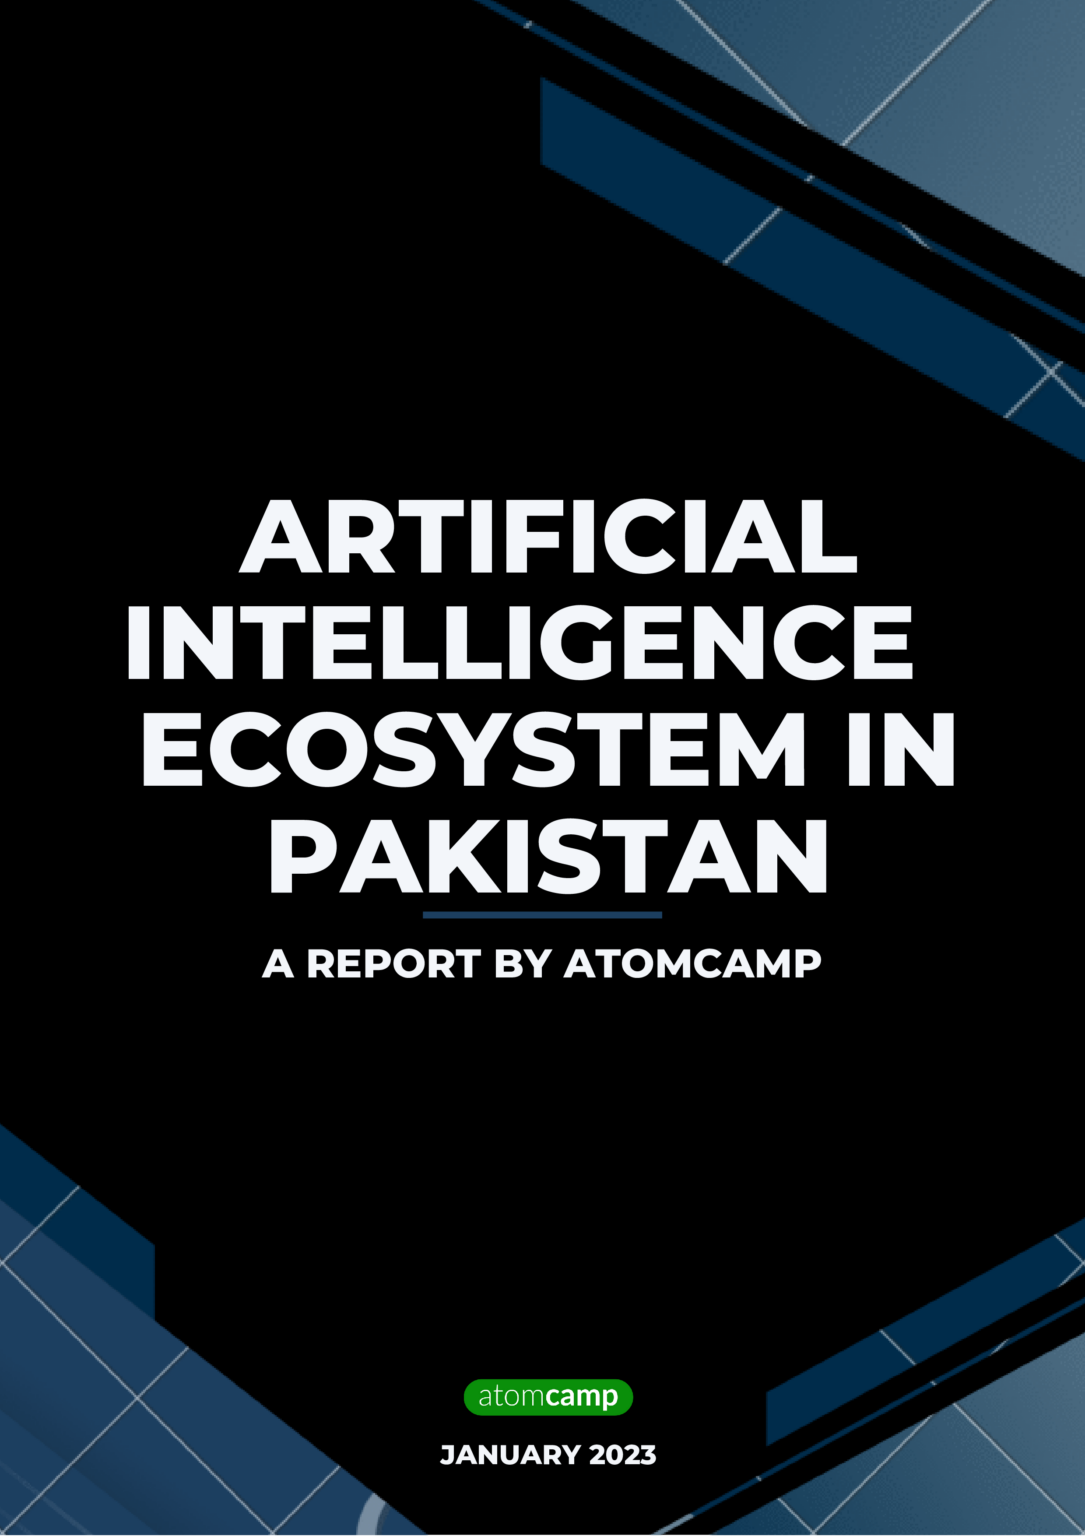 ARTIFICIAL
INTELLIGENCE
ECOSYSTEM IN
PAKISTAN
A REPORT BY ATOMCAMP
atomcamp
JANUARY 2023